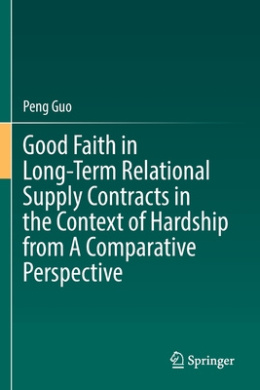 Peng Guo
Good Faith in
Long-Term Relational
Supply Contracts in
the Context of Hardship
from A Comparative
Perspective
Springer